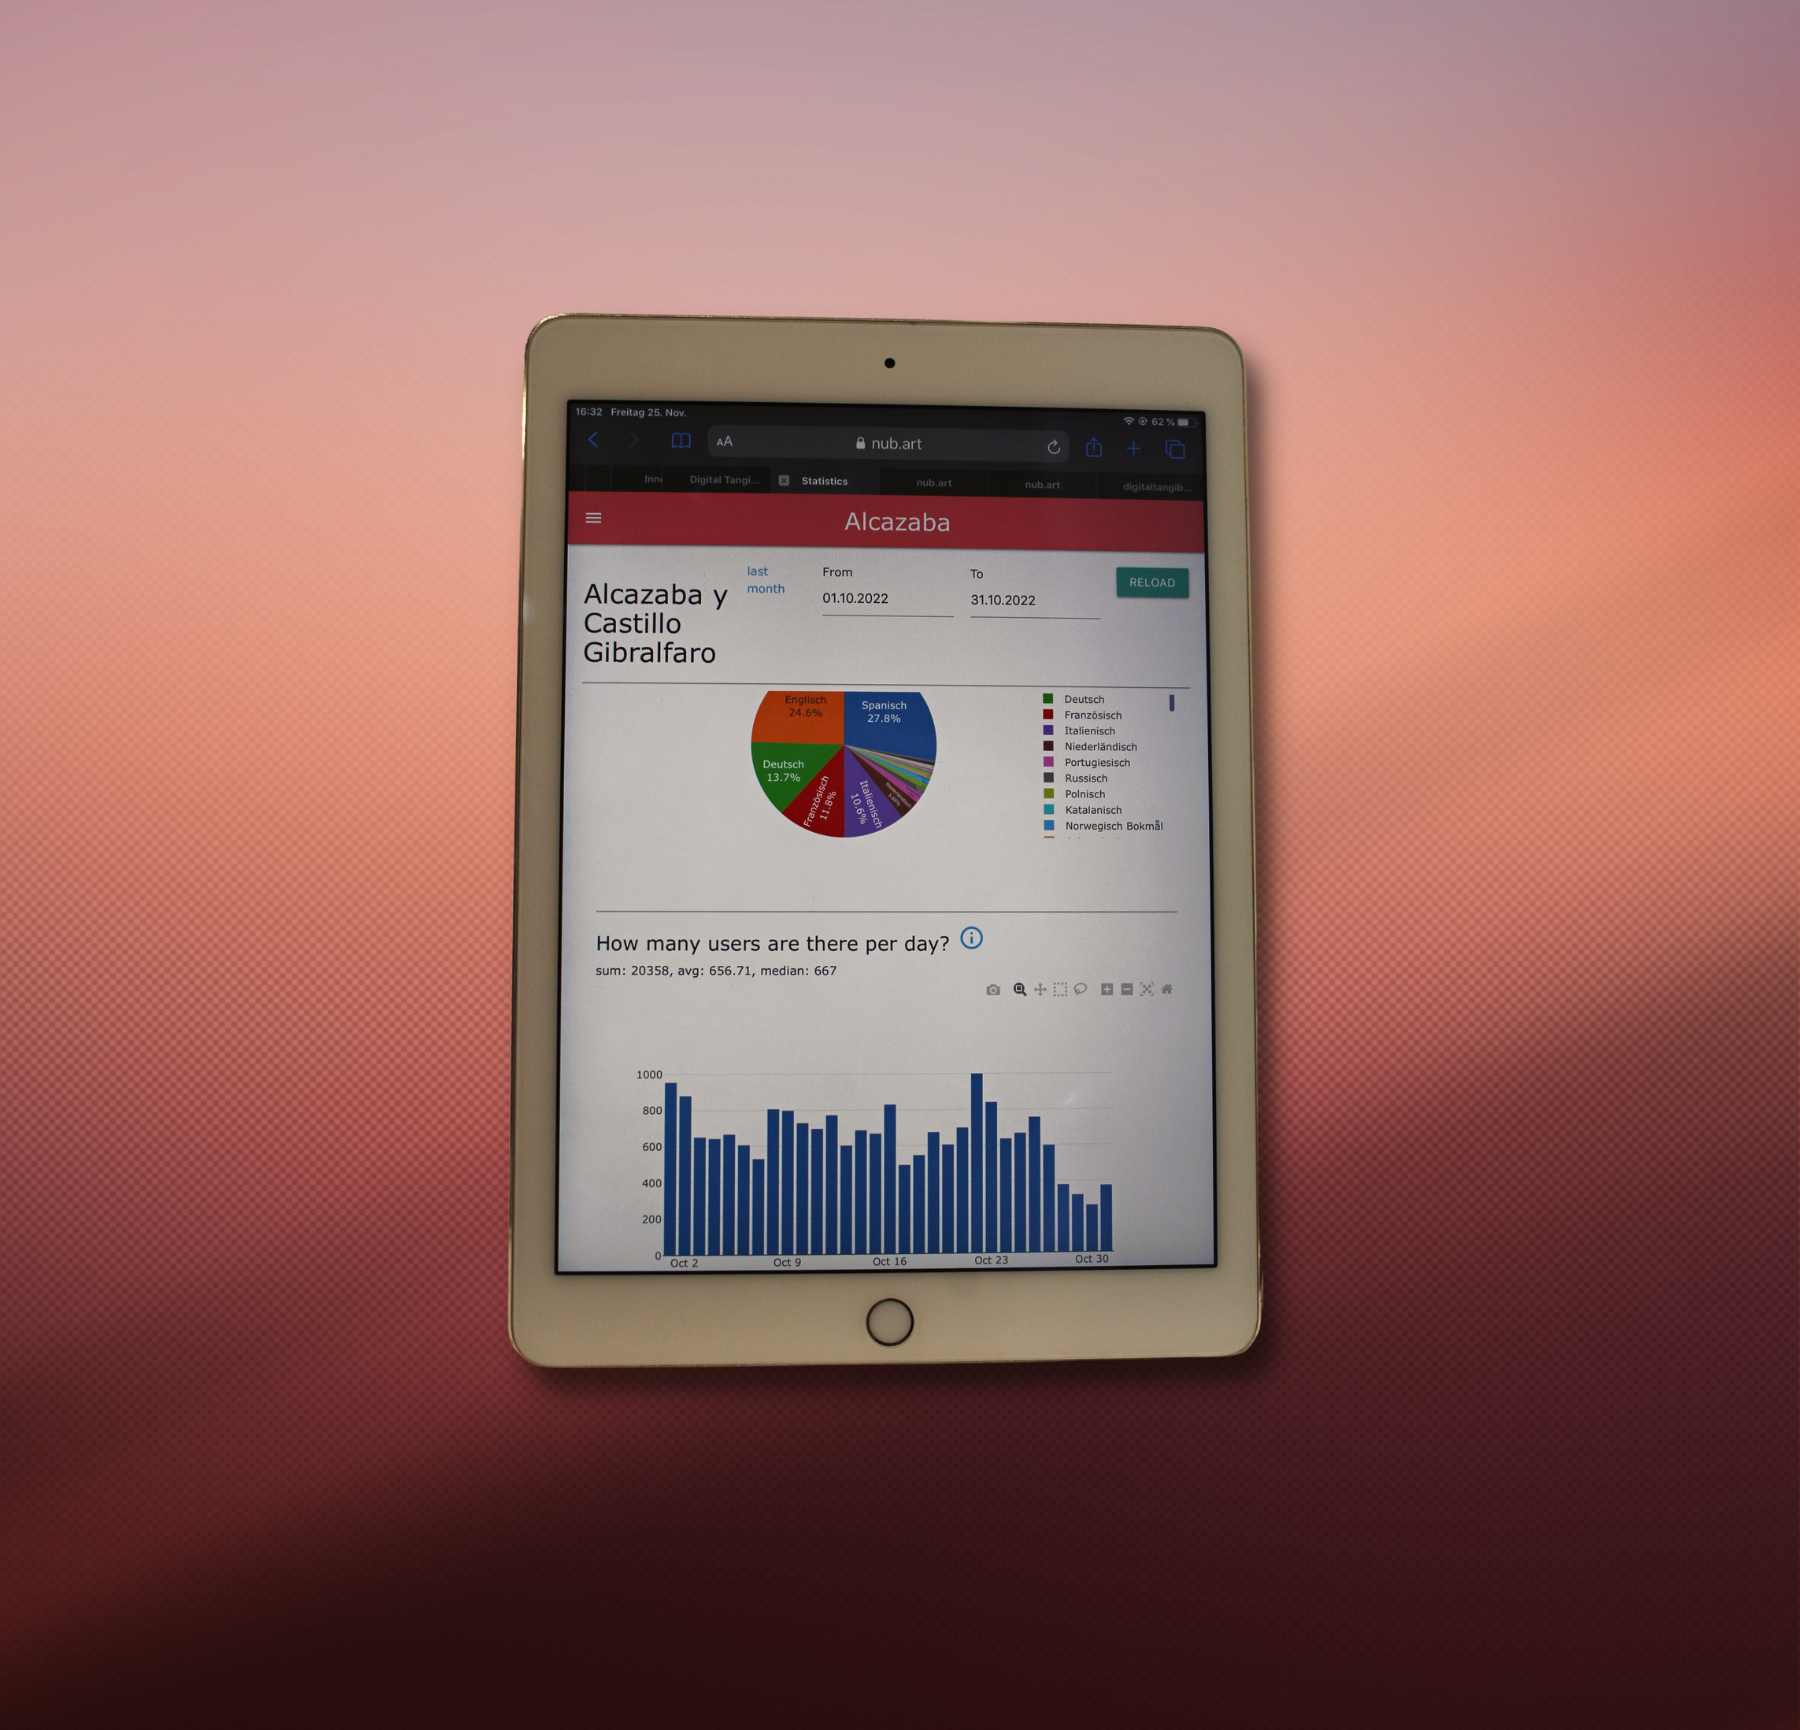 16:32 Freitag 25. Nov.
62 %
AA nub.art
Digital Tangi...
Statistics
nub.art
nub.art
digitaltangib...
Alcazaba
Alcazaba y
Castillo
Gibralfaro
last
month
From
01.10.2022
To
31.10.2022
RELOAD
Englisch
24.6%
Spanisch
27.8%
Deutsch
13.7%
Französisch
11.8%
Italienisch
10.6%
Deutsch
Französisch
Italienisch
Niederländisch
Portugiesisch
Russisch
Polnisch
Katalanisch
Norwegisch Bokmål
How many users are there per day?
sum: 20358, avg: 656.71, median: 667
1000
800
600
400
200
0
Oct 2 Oct 9 Oct 16 Oct 23 Oct 30